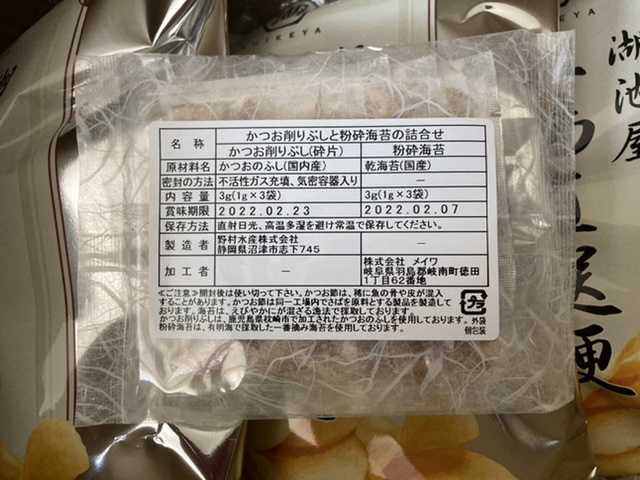 KEEYA
湖池屋
直送便
名 称 かつお削りぶしと粉砕海苔の詰合せ
かつお削りぶし(砕片) 粉砕海苔
原材料名 かつおのふし(国内産) 乾海苔(国産)
密封の方法 不活性ガス充填、気密容器入り −
内 容 量 3g(1g×3袋) 3g(1g×3袋)
賞味期限 2022.02.23 2022.02.07
保存方法 直射日光、高温多湿を避け常温で保存してください。
製 造 者 野村水産株式会社 −
静岡県沼津市志下745
加 工 者 − 株式会社 メイワ
岐阜県羽島郡岐南町徳田
1丁目62番地
≪ご注意≫開封後は使い切って下さい。かつお節は、稀に魚の骨や皮が混入
することがあります。かつお節は同一工場内でさばを原料とする製品を製造して
おります。海苔は、えびやかにが混ざる漁法で採取しております。
かつお削りぶしは、鹿児島県枕崎市で加工されたかつおのふしを使用しております。
粉砕海苔は、有明海で採取した一番摘み海苔を使用しております。
外袋
個包装